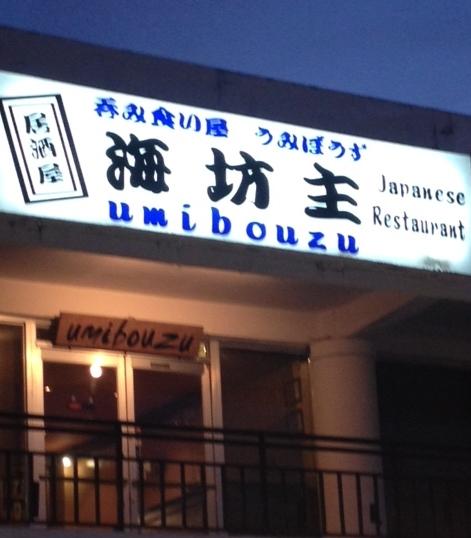 居酒屋
呑み食い屋 うみぼうず
海坊主
umibouzu
Japanese
Restaurant
umibouzu